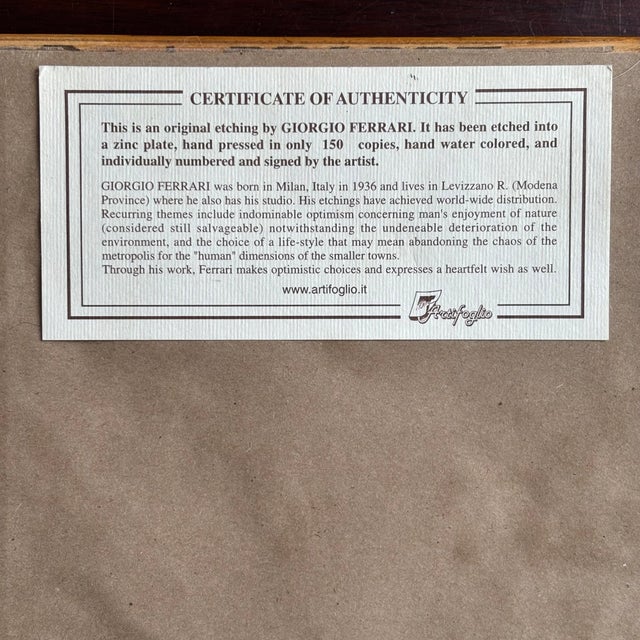 CERTIFICATE OF AUTHENTICITY
This is an original etching by GIORGIO FERRARI. It has been etched into
a zinc plate, hand pressed in only 150 copies, hand water colored, and
individually numbered and signed by the artist.
GIORGIO FERRARI was born in Milan, Italy in 1936 and lives in Levizzano R. (Modena
Province) where he also has his studio. His etchings have achieved world-wide distribution.
Recurring themes include indominable optimism concerning man's enjoyment of nature
(considered still salvageable) notwithstanding the undeneable deterioration of the
environment, and the choice of a life-style that may mean abandoning the chaos of the
metropolis for the "human" dimensions of the smaller towns.
Through his work, Ferrari makes optimistic choices and expresses a heartfelt wish as well.
www.artifoglio.it
Artifoglio